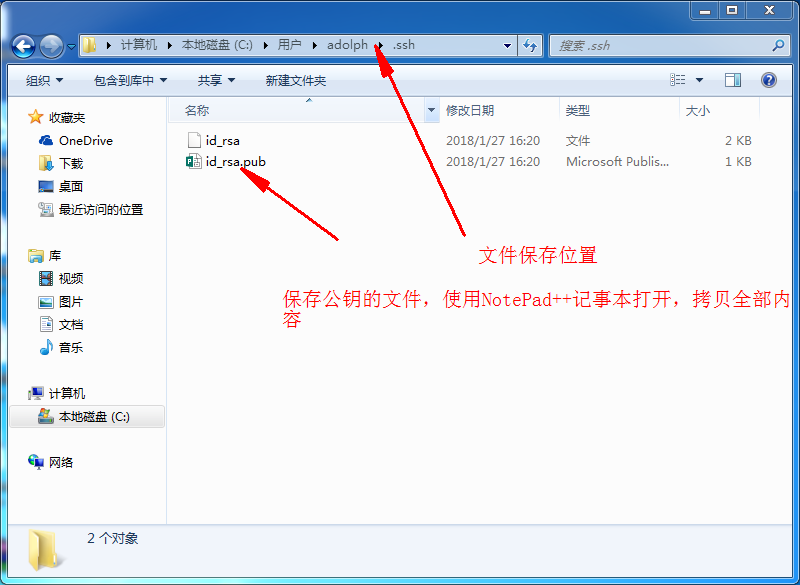 计算机 本地磁盘 (C:) 用户 adolph .ssh
搜索 .ssh
组织 包含到库中 共享 新建文件夹
名称 修改日期 类型 大小
id_rsa 2018/1/27 16:20 文件 2 KB
id_rsa.pub 2018/1/27 16:20 Microsoft Publis... 1 KB
收藏夹
OneDrive
下载
桌面
最近访问的位置
库
视频
图片
文档
音乐
计算机
本地磁盘 (C:)
网络
文件保存位置
保存公钥的文件，使用NotePad++记事本打开，拷贝全部内
容
2 个对象